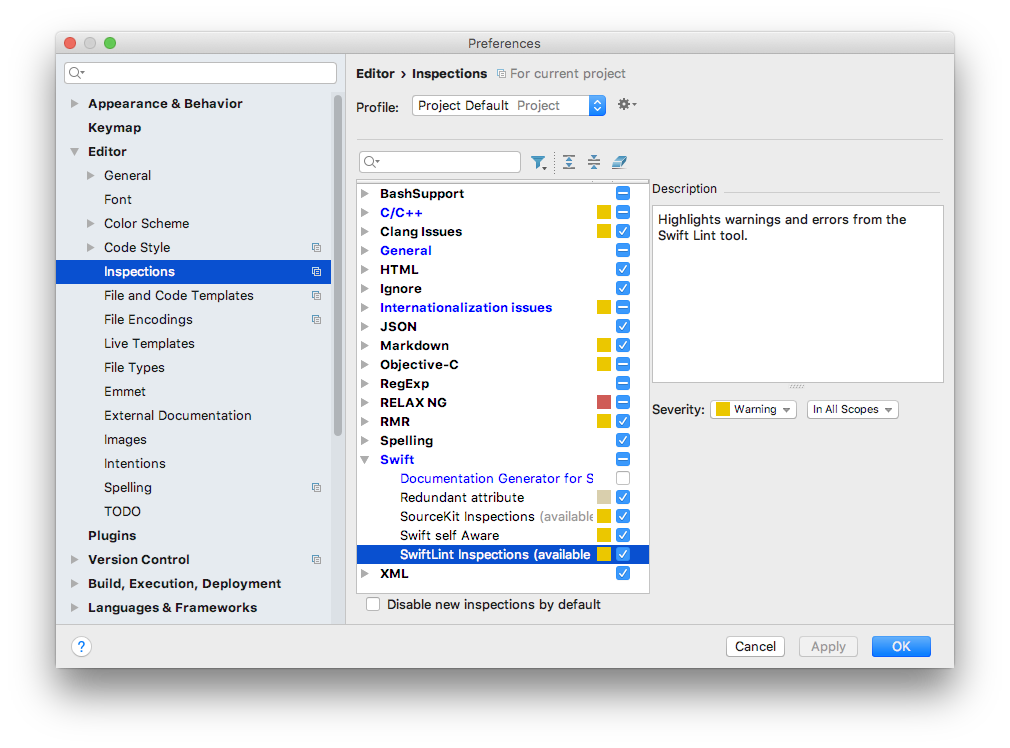 Preferences
Appearance & Behavior
Keymap
Editor
General
Font
Color Scheme
Code Style
Inspections
File and Code Templates
File Encodings
Live Templates
File Types
Emmet
External Documentation
Images
Intentions
Spelling
TODO
Plugins
Version Control
Build, Execution, Deployment
Languages & Frameworks
Editor › Inspections For current project
Profile: Project Default Project
BashSupport
C/C++
Clang Issues
General
HTML
Ignore
Internationalization issues
JSON
Markdown
Objective-C
RegExp
RELAX NG
RMR
Spelling
Swift
Documentation Generator for S
Redundant attribute
SourceKit Inspections (available
Swift self Aware
SwiftLint Inspections (available
XML
Disable new inspections by default
Description
Highlights warnings and errors from the
Swift Lint tool.
Severity: Warning In All Scopes
? Cancel Apply OK